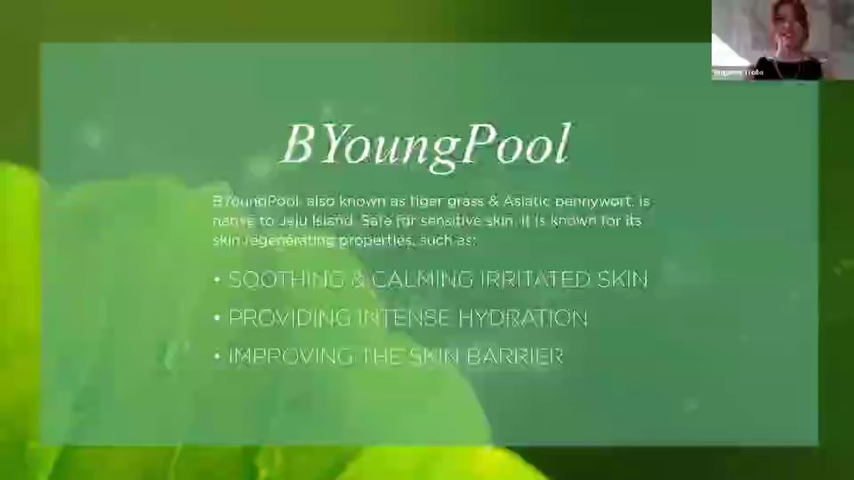 BYoungPool
BYoungPool, also known as tiger grass & Asiatic pennywort, is
native to Jeju Island. Safe for sensitive skin. It is known for its
skin regenerating properties, such as:
• SOOTHING & CALMING IRRITATED SKIN
• PROVIDING INTENSE HYDRATION
• IMPROVING THE SKIN BARRIER